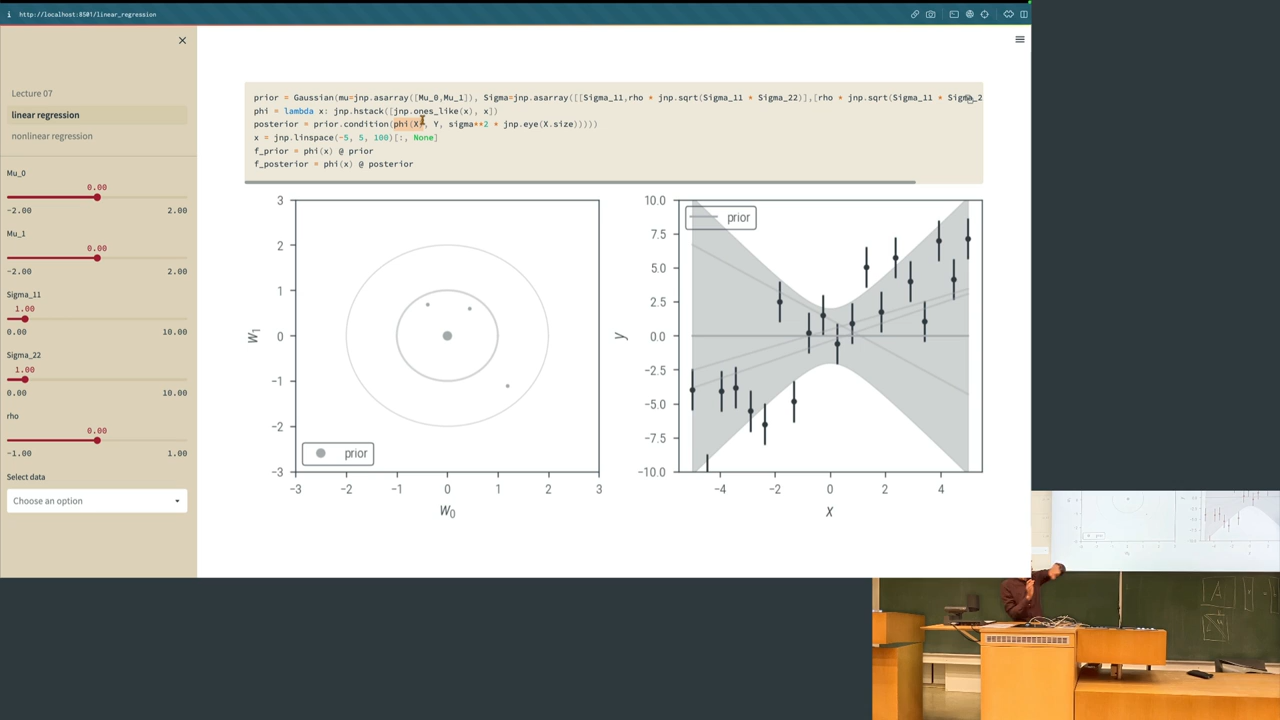 http://localhost:8501/linear_regression
Lecture 07
linear regression
nonlinear regression
Mu_0
0.00
−2.00 2.00
Mu_1
0.00
−2.00 2.00
Sigma_11
1.00
0.00 10.00
Sigma_22
1.00
0.00 10.00
rho
0.00
−1.00 1.00
Select data
Choose an option
prior = Gaussian(mu=jnp.asarray([Mu_0,Mu_1]), Sigma=jnp.asarray([[Sigma_11,rho * jnp.sqrt(Sigma_11 * Sigma_22)],[rho * jnp.sqrt(Sigma_11 * Sigma_2
phi = lambda x: jnp.hstack([jnp.ones_like(x), x])
posterior = prior.condition(phi(X), Y, sigma**2 * jnp.eye(X.size)))))
x = jnp.linspace(-5, 5, 100)[:, None]
f_prior = phi(x) @ prior
f_posterior = phi(x) @ posterior
3
2
1
0
−1
−2
−3
w₁
prior
−3 −2 −1 0 1 2 3
w₀
10.0
7.5
5.0
2.5
0.0
−2.5
−5.0
−7.5
−10.0
y
prior
−4 −2 0 2 4
x